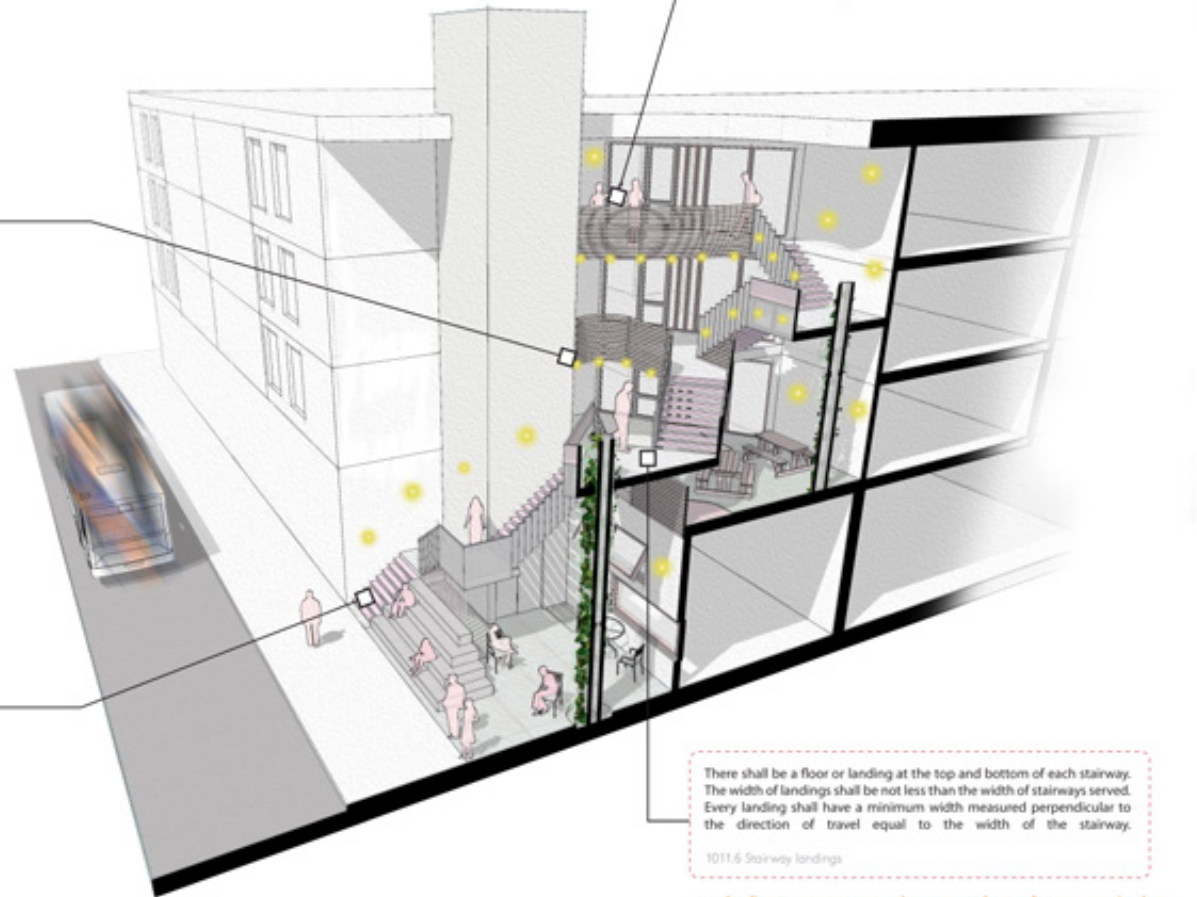 There shall be a floor or landing at the top and bottom of each stairway.
The width of landings shall be not less than the width of stairways served.
Every landing shall have a minimum width measured perpendicular to
the direction of travel equal to the width of the stairway.
1011.6 Stairway landings